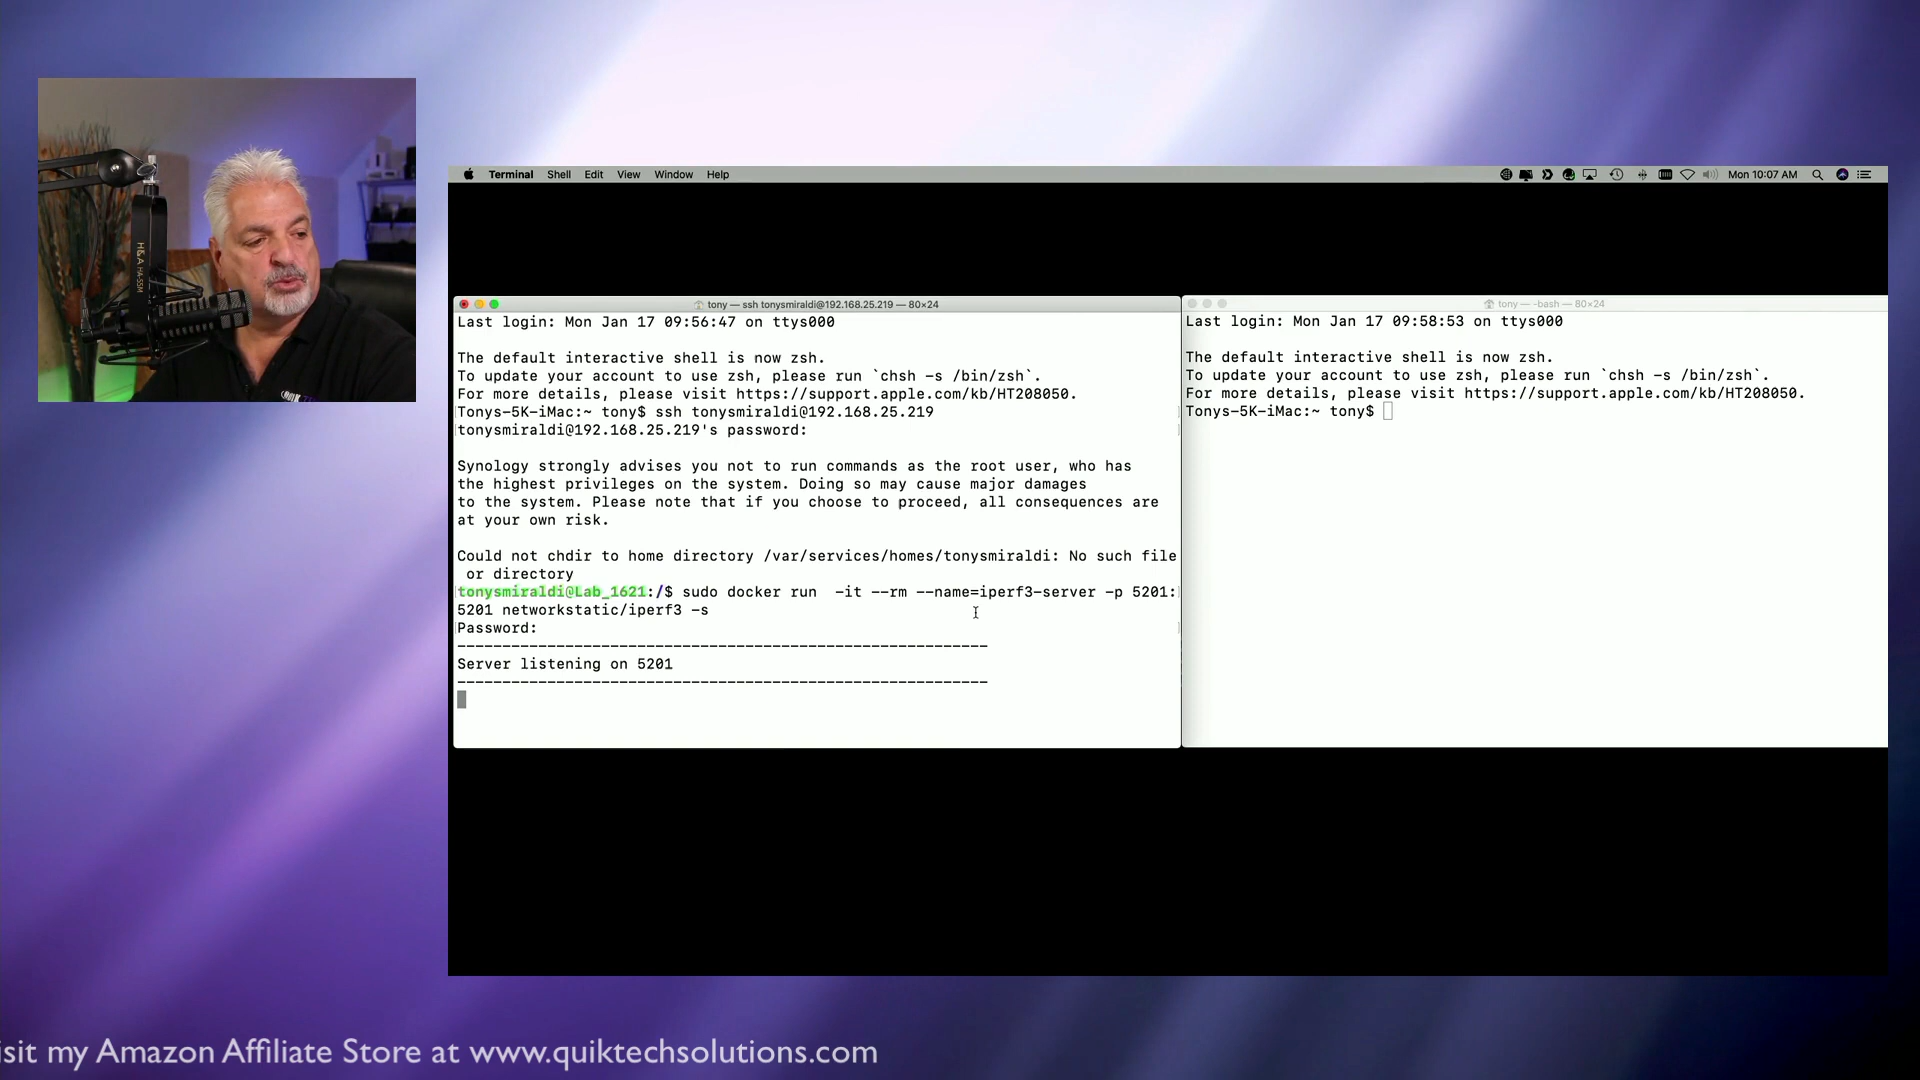 H&A HA-S5M
Terminal Shell Edit View Window Help
Mon 10:07 AM
tony — ssh tonysmiraldi@192.168.25.219 — 80×24
Last login: Mon Jan 17 09:56:47 on ttys000
The default interactive shell is now zsh.
To update your account to use zsh, please run `chsh -s /bin/zsh`.
For more details, please visit https://support.apple.com/kb/HT208050.
Tonys-5K-iMac:~ tony$ ssh tonysmiraldi@192.168.25.219
tonysmiraldi@192.168.25.219's password:
Synology strongly advises you not to run commands as the root user, who has
the highest privileges on the system. Doing so may cause major damages
to the system. Please note that if you choose to proceed, all consequences are
at your own risk.
Could not chdir to home directory /var/services/homes/tonysmiraldi: No such file
or directory
tonysmiraldi@Lab_1621:/$ sudo docker run  -it --rm --name=iperf3-server -p 5201:
5201 networkstatic/iperf3 -s
Password:
-----------------------------------------------------------
Server listening on 5201
-----------------------------------------------------------
tony — -bash — 80×24
Last login: Mon Jan 17 09:58:53 on ttys000
The default interactive shell is now zsh.
To update your account to use zsh, please run `chsh -s /bin/zsh`.
For more details, please visit https://support.apple.com/kb/HT208050.
Tonys-5K-iMac:~ tony$
isit my Amazon Affiliate Store at www.quiktechsolutions.com